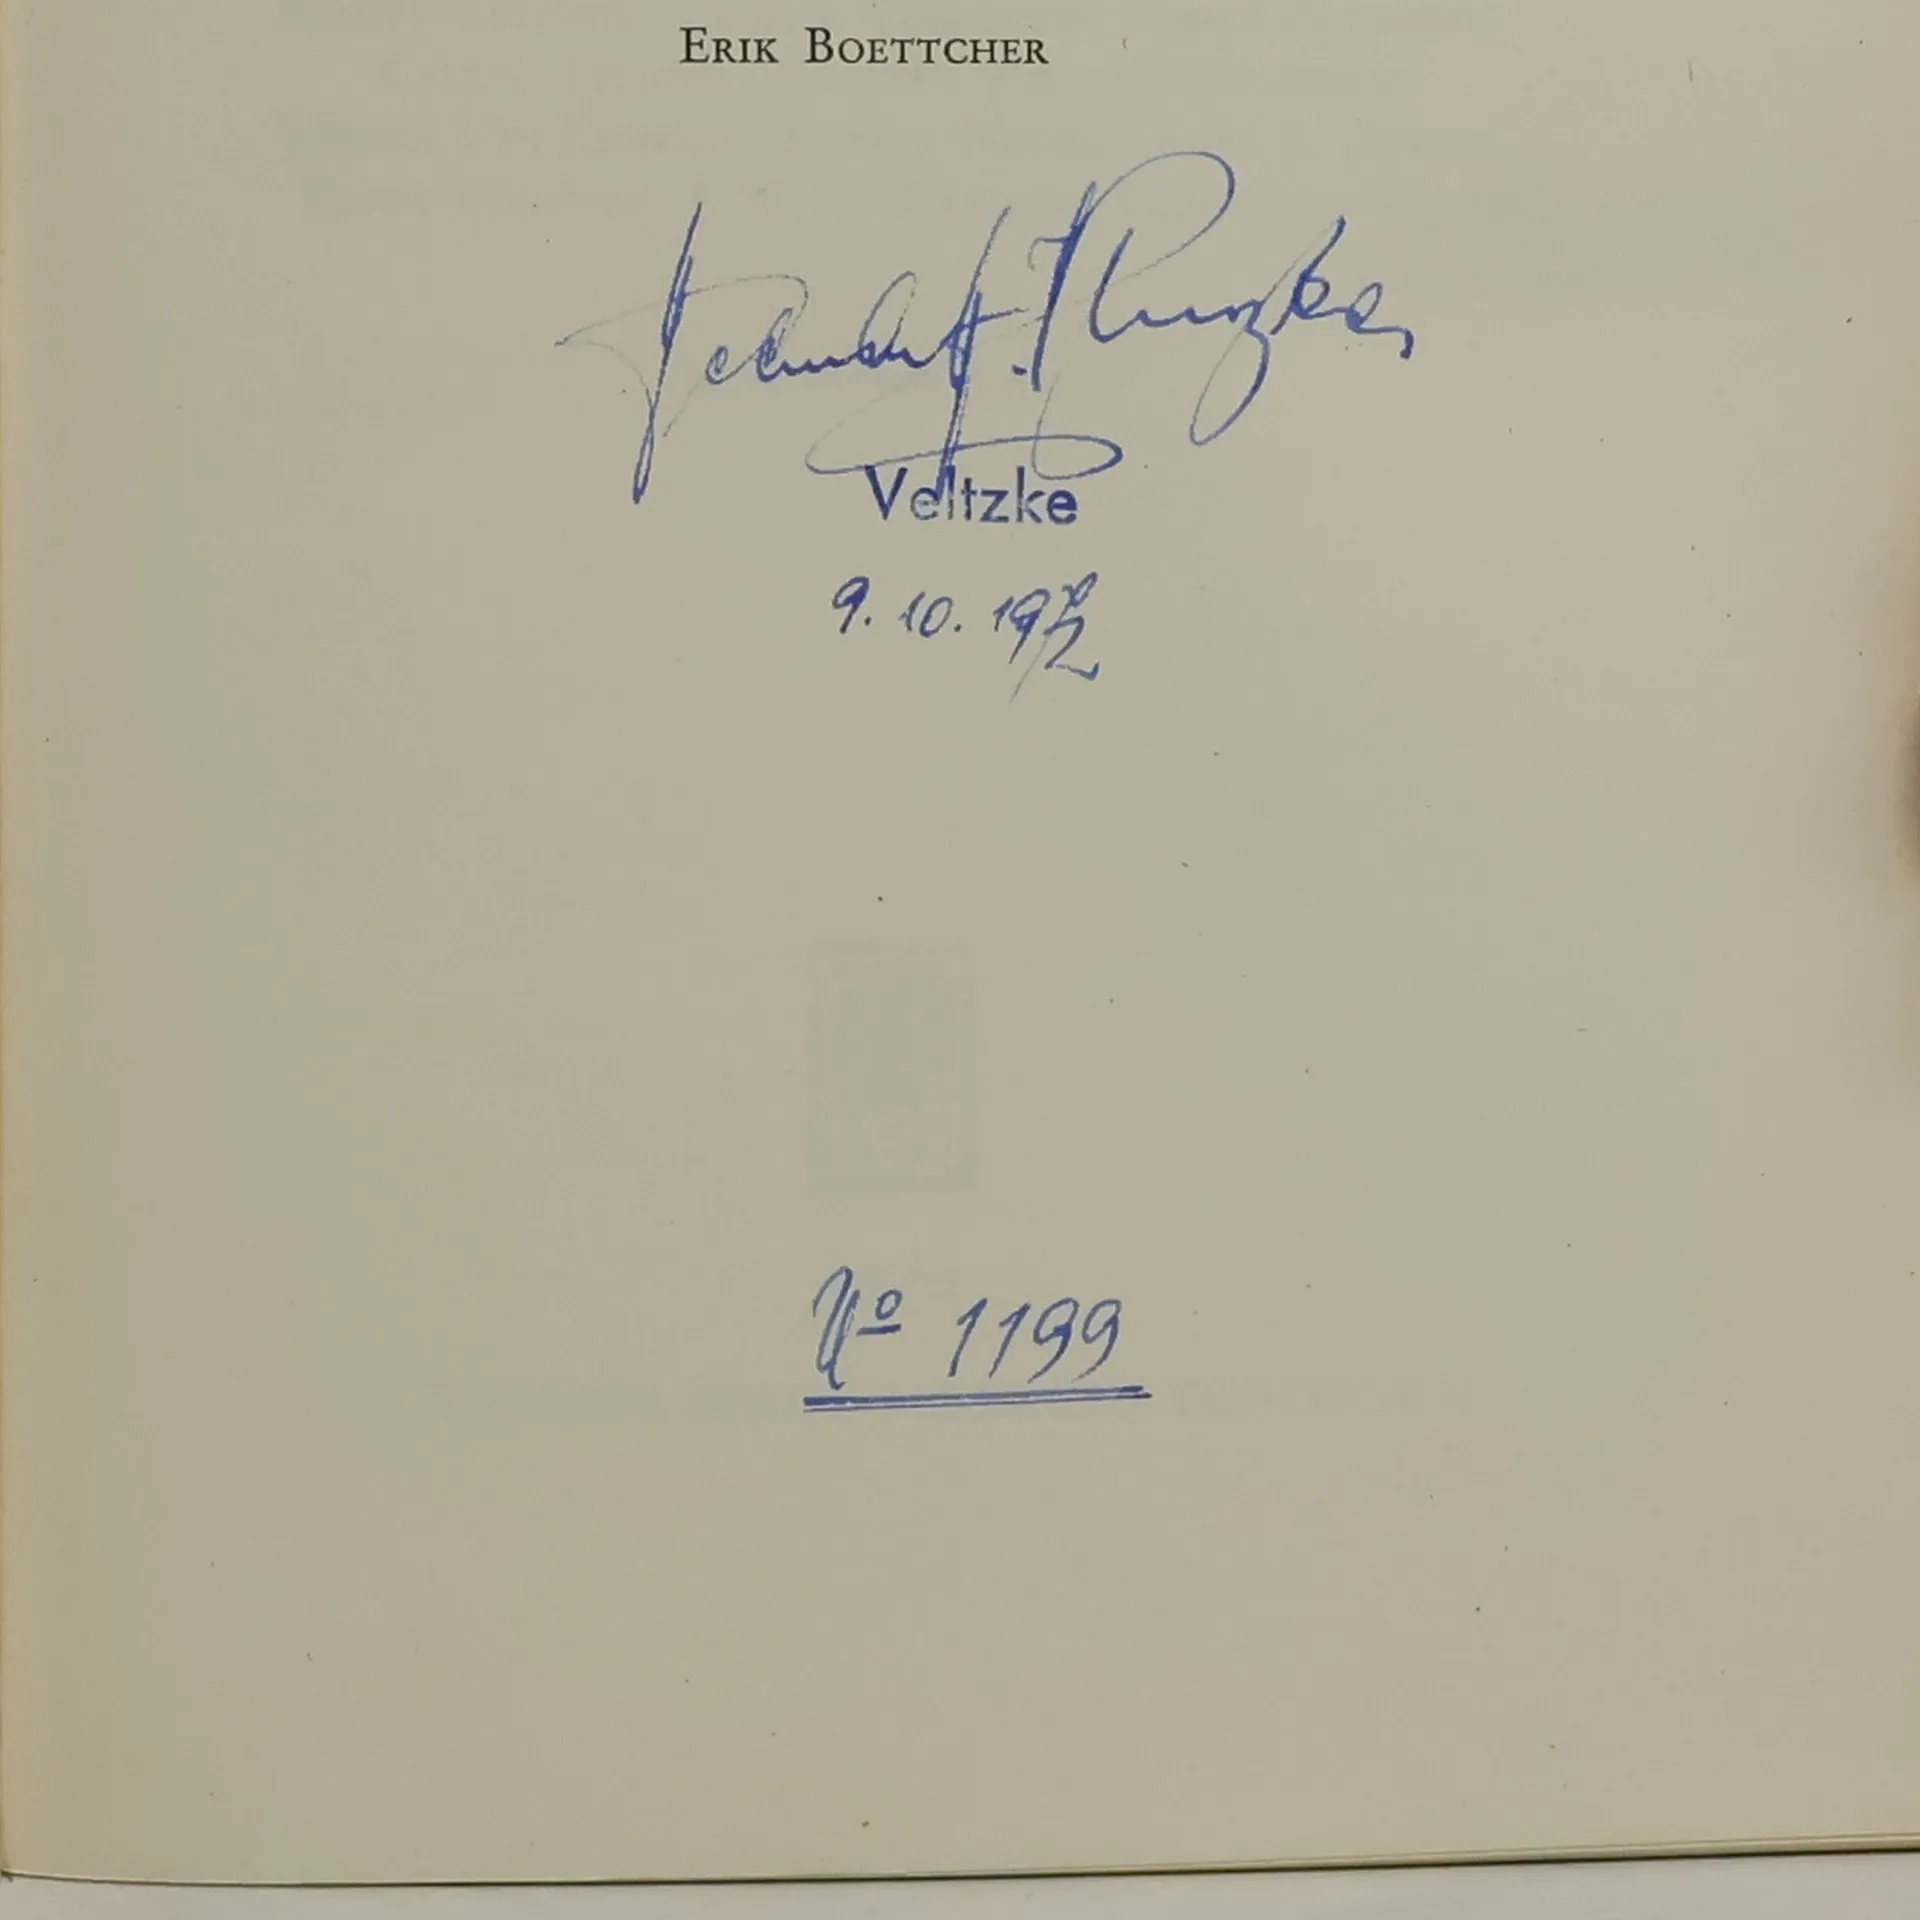 ERIK BOETTCHER
Veltzke
9. 10. 1972
Nº 1199